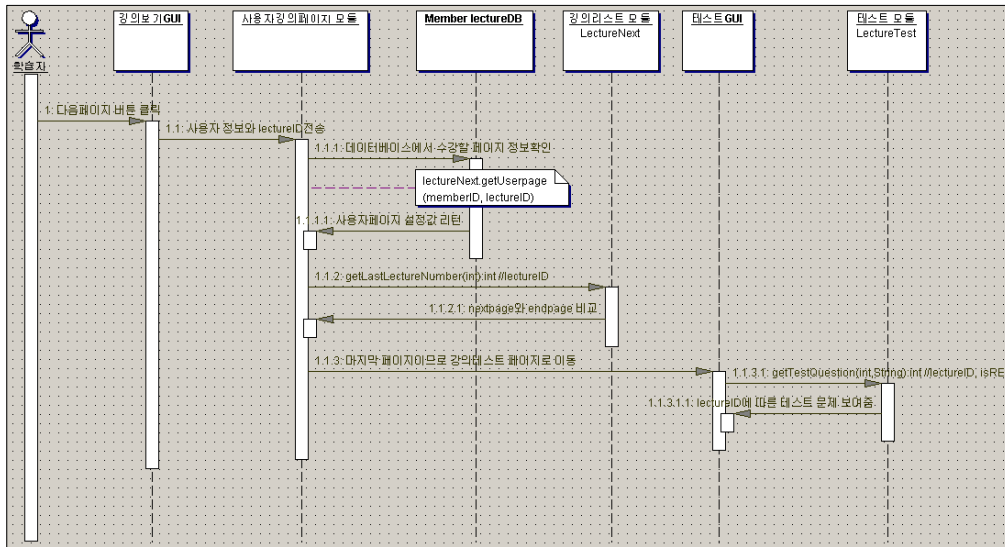 강의보기GUI
사용자강의페이지 모듈
Member lectureDB
강의리스트 모듈
LectureNext
테스트GUI
테스트 모듈
LectureTest
학습자
1: 다음페이지 버튼 클릭
1.1: 사용자 정보와 lectureID전송
1.1.1: 데이터베이스에서 수강할 페이지 정보확인
lectureNext.getUserpage
(memberID, lectureID)
1.1.1.1: 사용자페이지 설정값 리턴
1.1.2: getLastLectureNumber(int):int //lectureID
1.1.2.1: nextpage와 endpage 비교
1.1.3: 마지막 페이지이므로 강의테스트 페이지로 이동
1.1.3.1: getTestQuestion(int,String):int //lectureID, isRE
1.1.3.1.1: lectureID에 따른 테스트 문제 보여줌